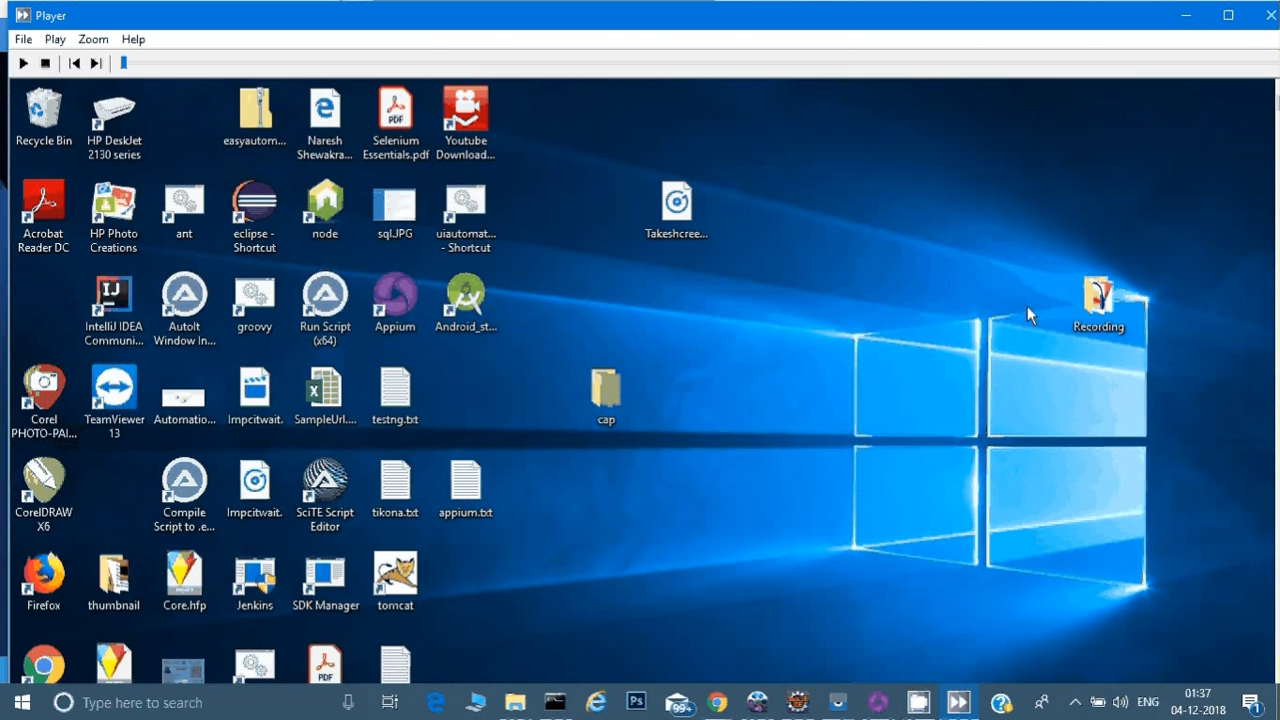 Player
File Play Zoom Help
Recycle Bin
HP DeskJet
2130 series
easyautom...
Naresh
Shewakra...
Selenium
Essentials.pdf
Youtube
Download...
Acrobat
Reader DC
HP Photo
Creations
ant
eclipse -
Shortcut
node
sql.JPG
uiautomat...
- Shortcut
Takeshcree...
IntelliJ IDEA
Communi...
AutoIt
Window In...
groovy
Run Script
(x64)
Appium
Android_st...
Recording
Corel
PHOTO-PAI...
TeamViewer
13
Automatio...
Impcitwait.
SampleUrl....
testng.txt
cap
CorelDRAW
X6
Compile
Script to .e...
Impcitwait.
SciTE Script
Editor
tikona.txt
appium.txt
Firefox
thumbnail
Core.hfp
Jenkins
SDK Manager
tomcat
Type here to search
99+
ENG
01:37
04-12-2018
1